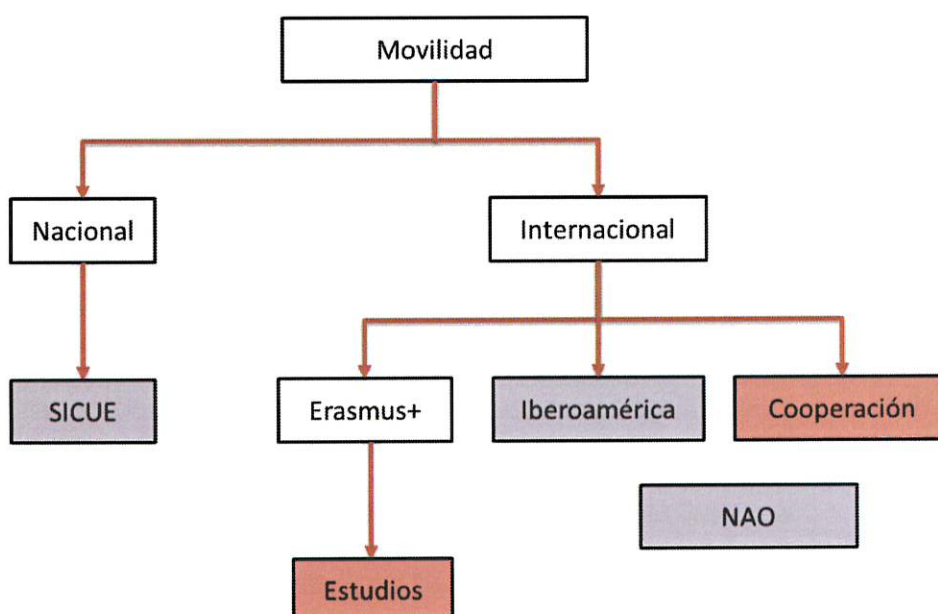 Movilidad
Nacional
Internacional
SICUE
Erasmus+
Iberoamérica
Cooperación
NAO
Estudios